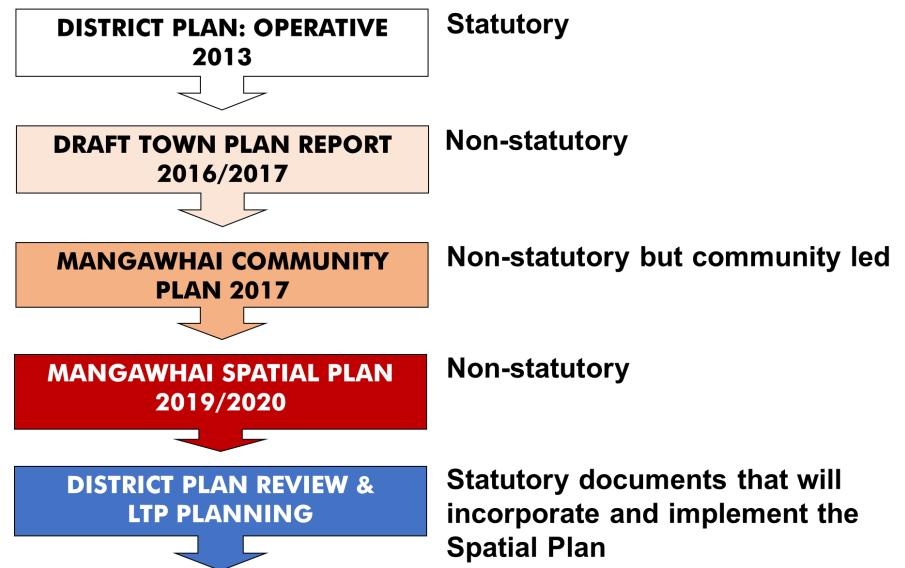 DISTRICT PLAN: OPERATIVE
2013
Statutory
DRAFT TOWN PLAN REPORT
2016/2017
Non-statutory
MANGAWHAI COMMUNITY
PLAN 2017
Non-statutory but community led
MANGAWHAI SPATIAL PLAN
2019/2020
Non-statutory
DISTRICT PLAN REVIEW &
LTP PLANNING
Statutory documents that will
incorporate and implement the
Spatial Plan